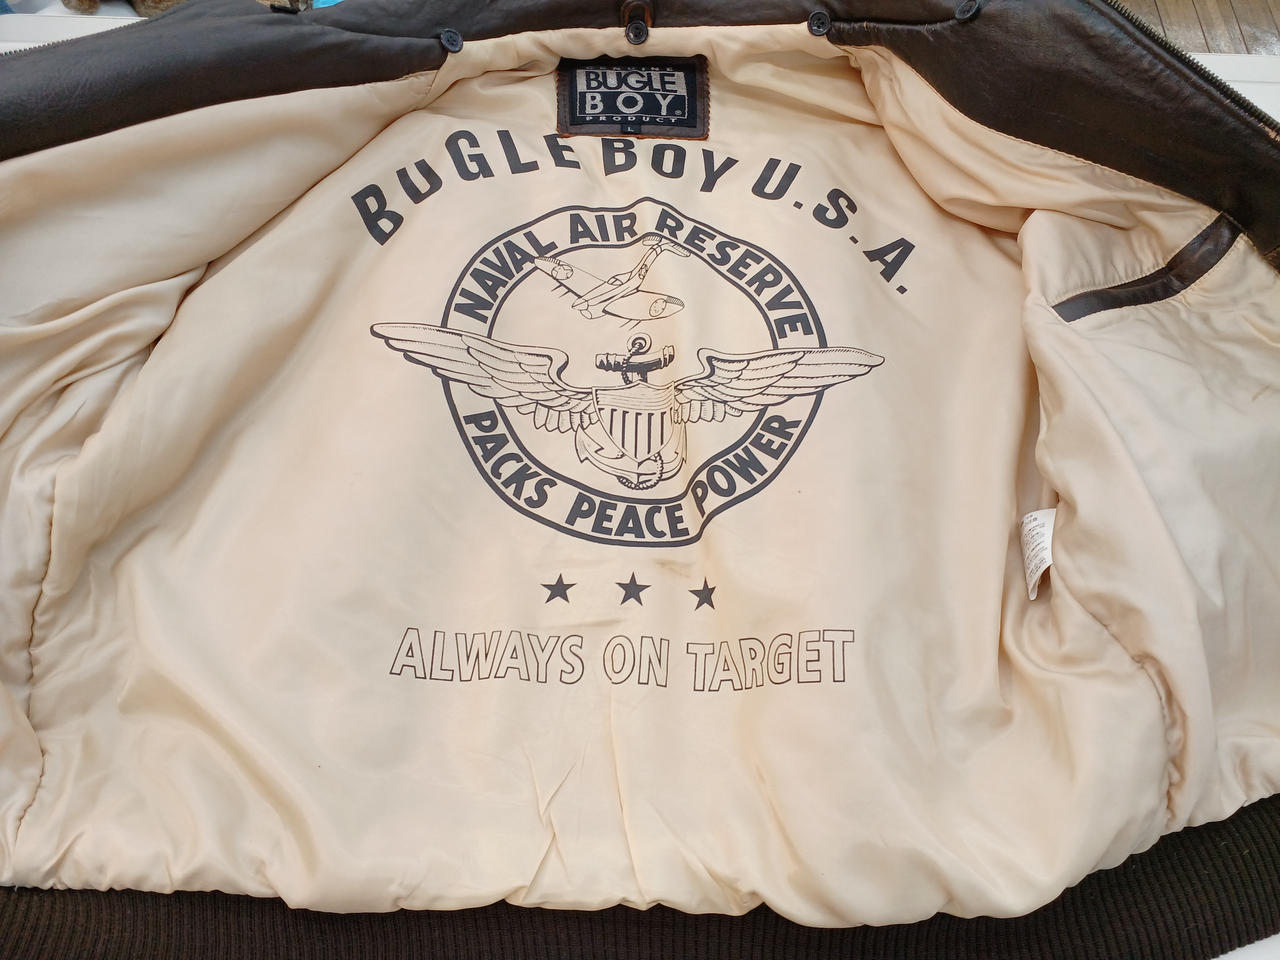 GENUINE
BUGLE
BOY®
PRODUCT
L
BUGLE BOY U.S.A.
NAVAL AIR RESERVE
PACKS PEACE POWER
ALWAYS ON TARGET